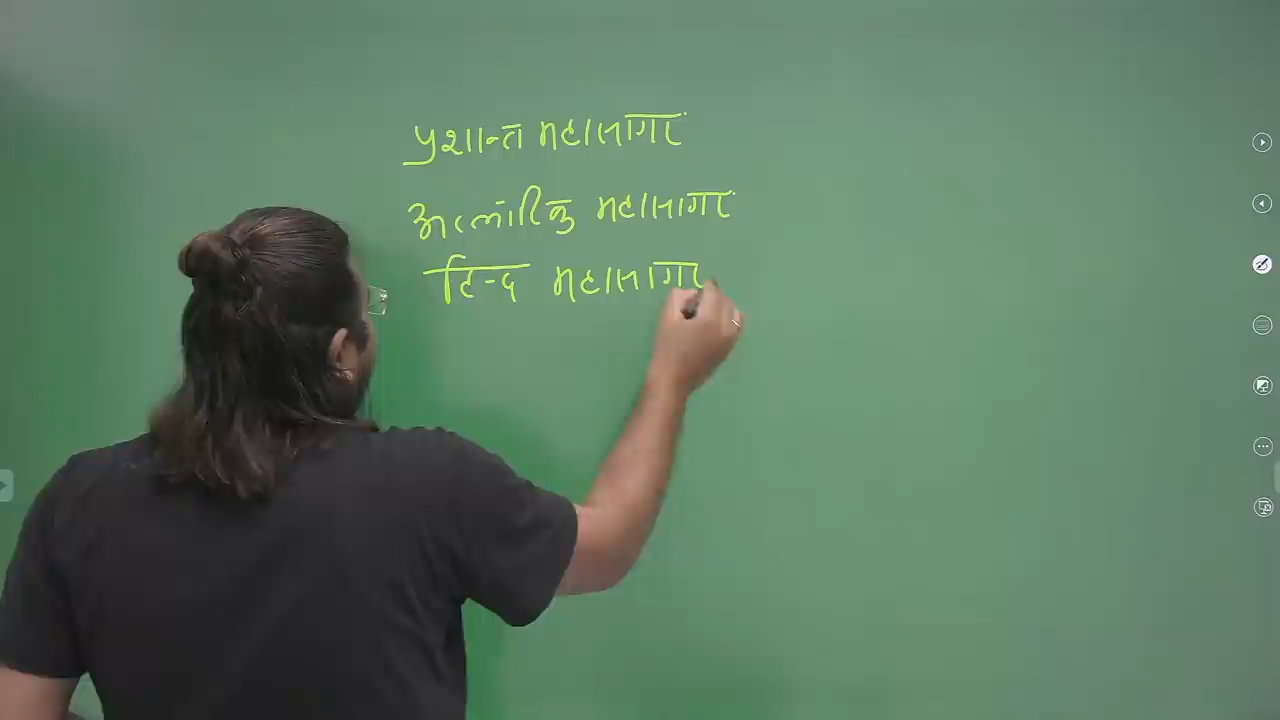 प्रशान्त महासागर
अटलांटिक महासागर
हिन्द महासागर